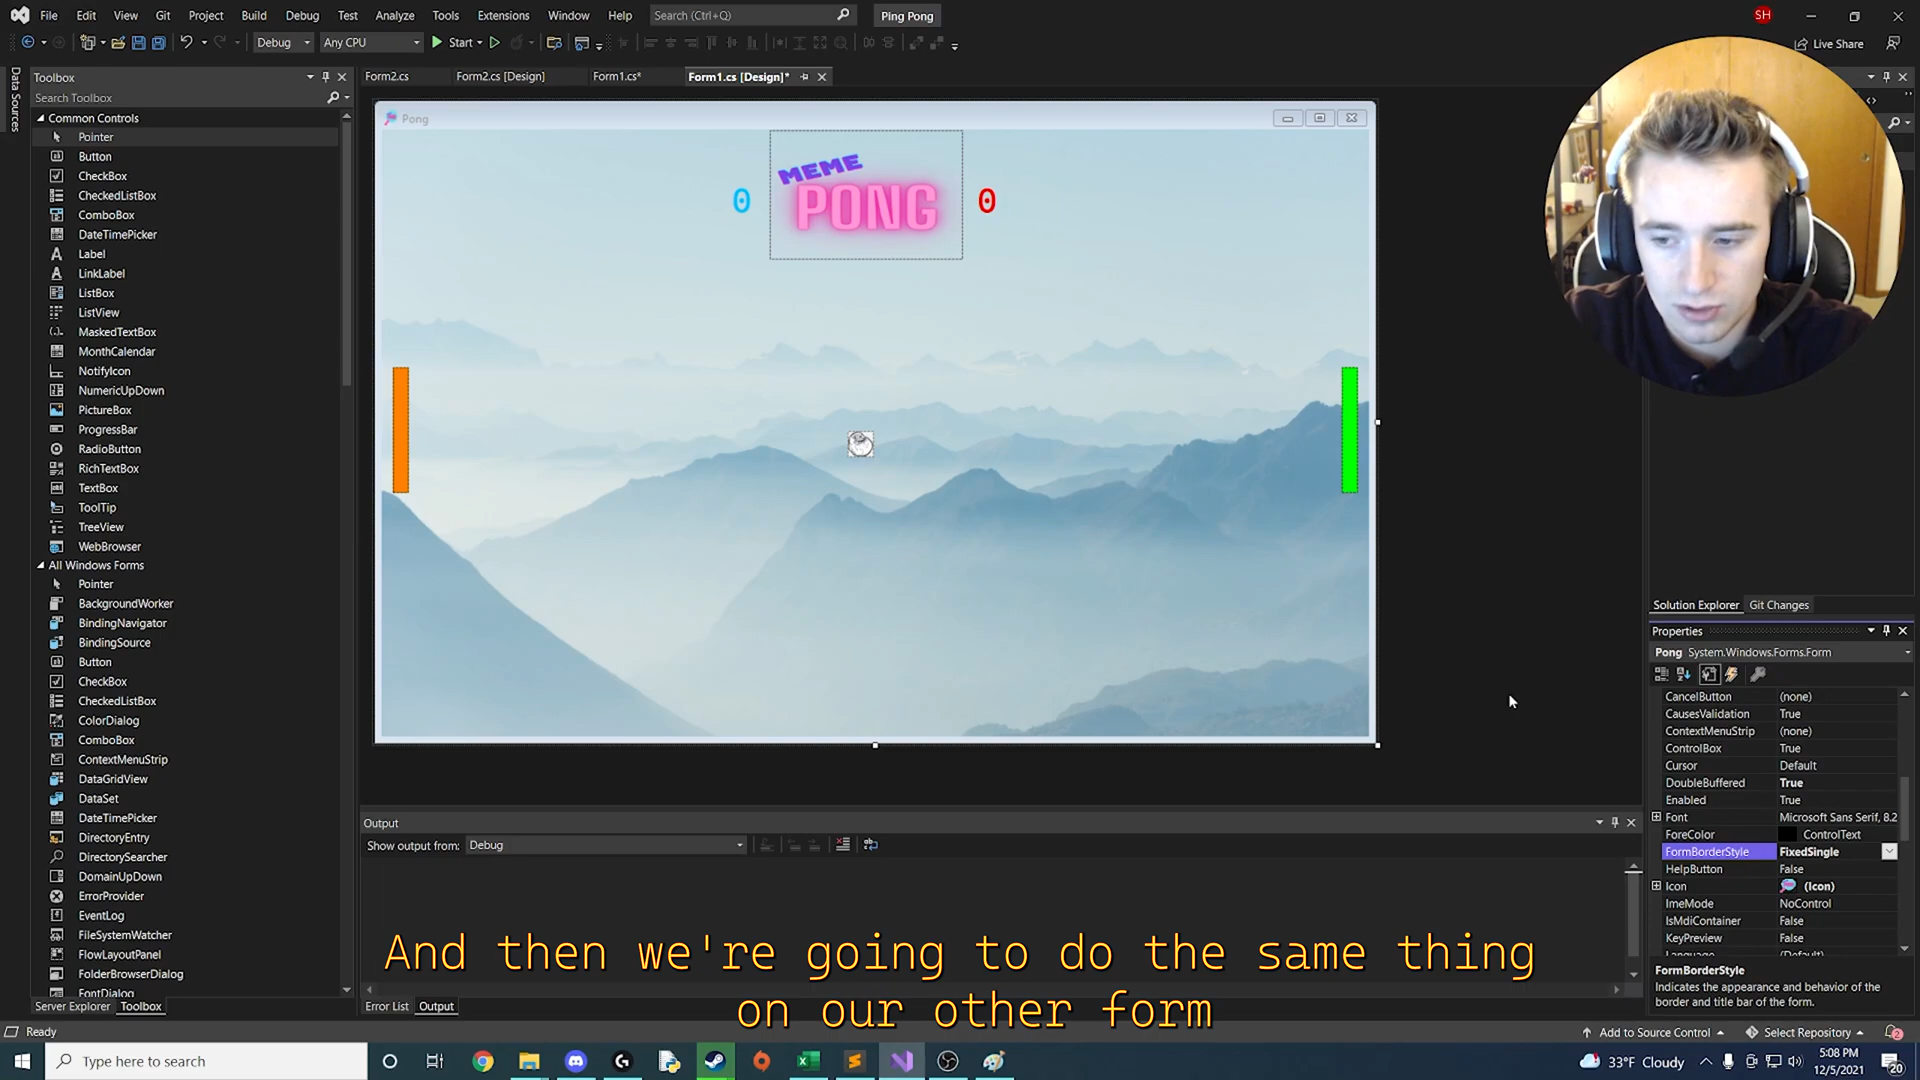 File Edit View Git Project Build Debug Test Analyze Tools Extensions Window Help Search (Ctrl+Q) Ping Pong SH
Debug Any CPU Start Live Share
Data Sources
Toolbox
Search Toolbox
Common Controls
Pointer
Button
CheckBox
CheckedListBox
ComboBox
DateTimePicker
Label
LinkLabel
ListBox
ListView
MaskedTextBox
MonthCalendar
NotifyIcon
NumericUpDown
PictureBox
ProgressBar
RadioButton
RichTextBox
TextBox
ToolTip
TreeView
WebBrowser
All Windows Forms
Pointer
BackgroundWorker
BindingNavigator
BindingSource
Button
CheckBox
CheckedListBox
ColorDialog
ComboBox
ContextMenuStrip
DataGridView
DataSet
DateTimePicker
DirectoryEntry
DirectorySearcher
DomainUpDown
ErrorProvider
EventLog
FileSystemWatcher
FlowLayoutPanel
FolderBrowserDialog
FontDialog
Server Explorer Toolbox
Form2.cs Form2.cs [Design] Form1.cs* Form1.cs [Design]*
Pong
MEME
0 PONG 0
Output
Show output from: Debug
Error List Output
Solution Explorer Git Changes
Properties
Pong System.Windows.Forms.Form
CancelButton (none)
CausesValidation True
ContextMenuStrip (none)
ControlBox True
Cursor Default
DoubleBuffered True
Enabled True
Font Microsoft Sans Serif, 8.2
ForeColor ControlText
FormBorderStyle FixedSingle
HelpButton False
Icon (Icon)
ImeMode NoControl
IsMdiContainer False
KeyPreview False
Language (Default)
FormBorderStyle
Indicates the appearance and behavior of the
border and title bar of the form.
And then we're going to do the same thing
on our other form
Ready Add to Source Control Select Repository 2
Type here to search 33°F Cloudy 5:08 PM
12/5/2021 20